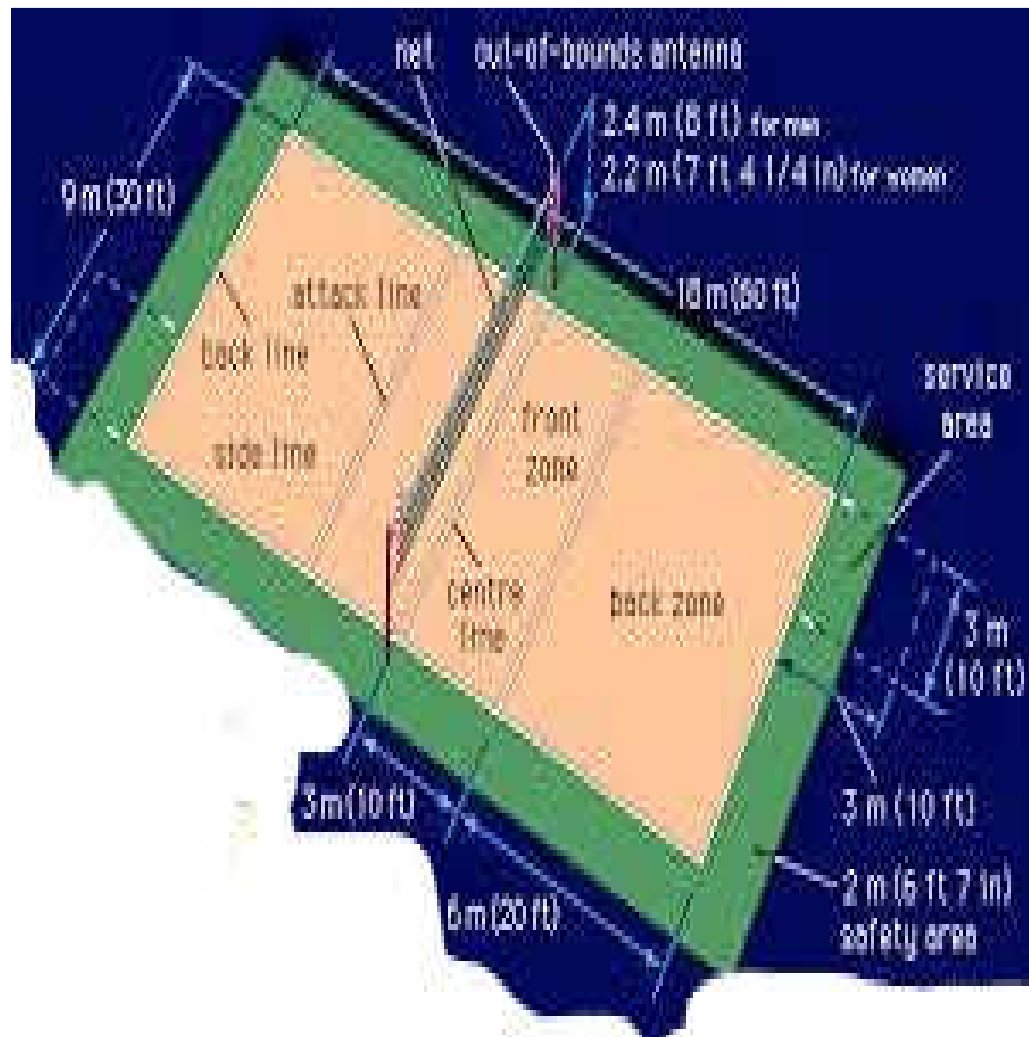 net
out-of-bounds antenna
2.4 m (8 ft) for men
2.2 m (7 ft 4 1/4 in) for women
9 m (30 ft)
18 m (60 ft)
attack line
back line
side line
service
area
front
zone
centre
line
back zone
3 m
(10 ft)
3 m (10 ft)
3 m (10 ft)
2 m (6 ft 7 in)
safety area
6 m (20 ft)